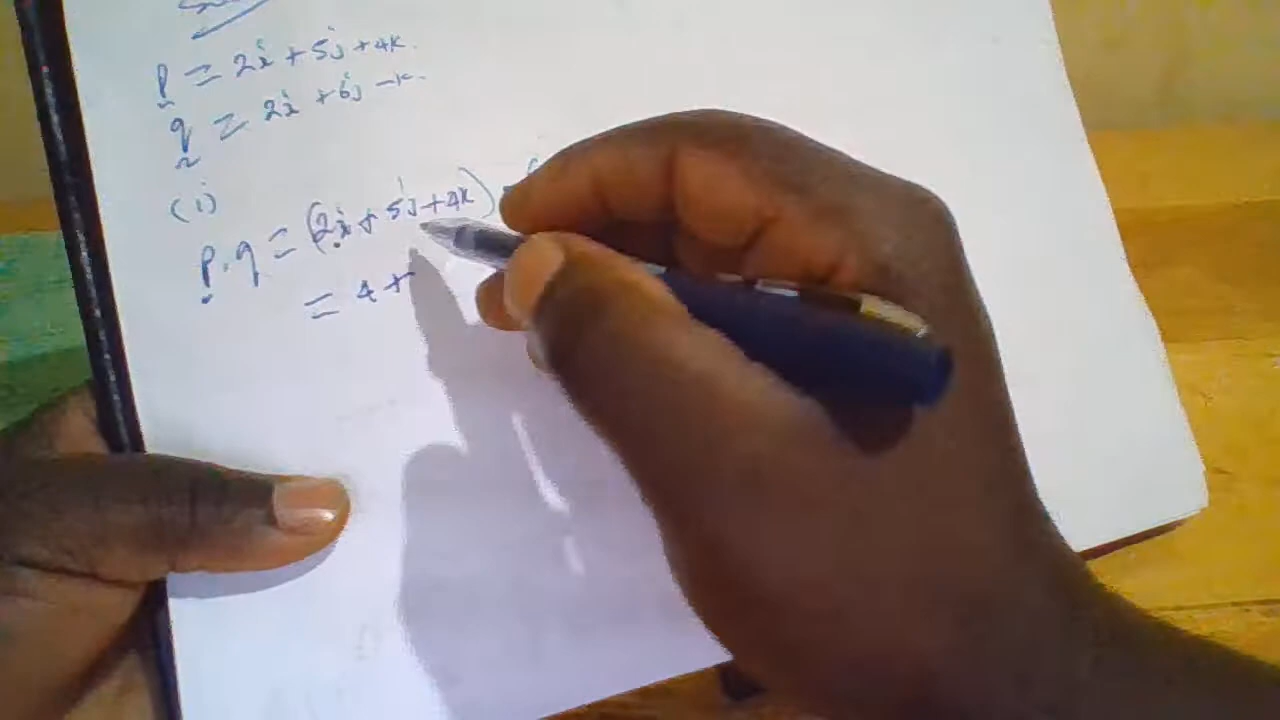 p = 2i + 5j + 4k.
q = 2i + 6j - k.
(i)
p . q = (2i + 5j + 4k) . (
= 4 +